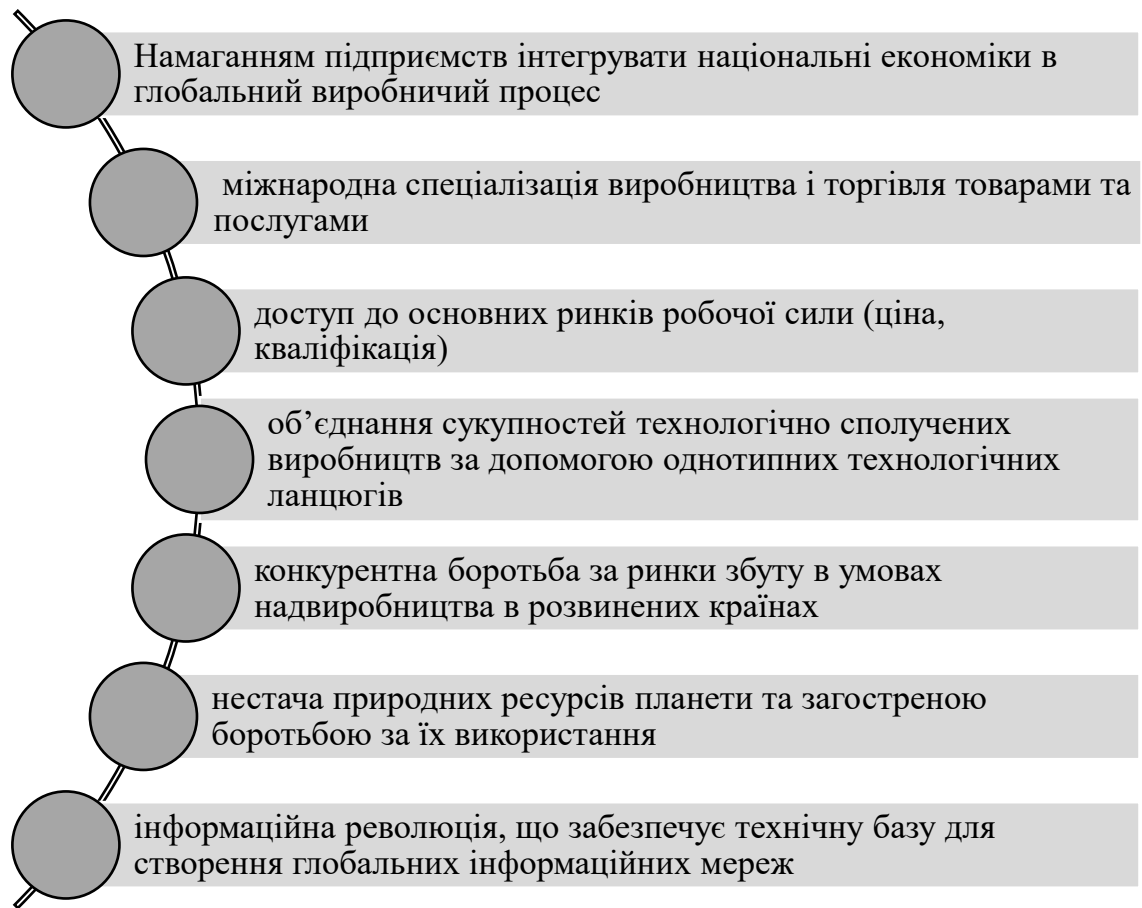 Намаганням підприємств інтегрувати національні економіки в
глобальний виробничий процес
міжнародна спеціалізація виробництва і торгівля товарами та
послугами
доступ до основних ринків робочої сили (ціна,
кваліфікація)
об’єднання сукупностей технологічно сполучених
виробництв за допомогою однотипних технологічних
ланцюгів
конкурентна боротьба за ринки збуту в умовах
надвиробництва в розвинених країнах
нестача природних ресурсів планети та загостреною
боротьбою за їх використання
інформаційна революція, що забезпечує технічну базу для
створення глобальних інформаційних мереж